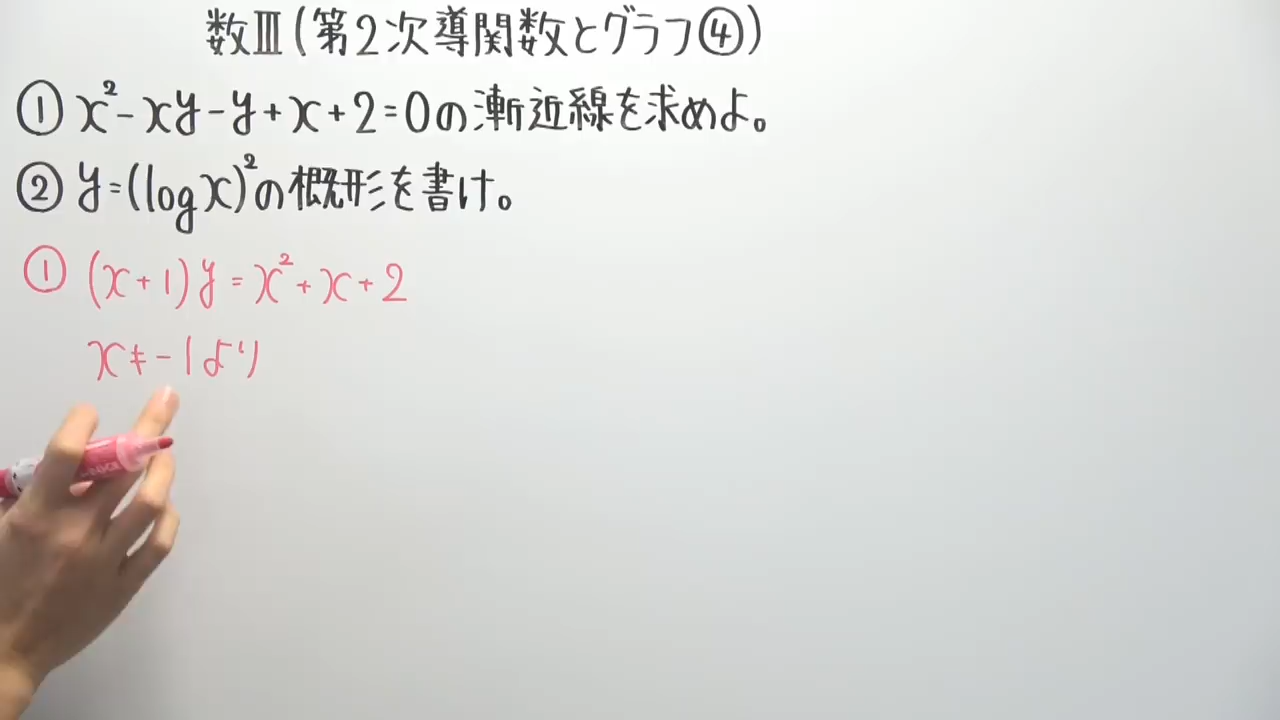 数Ⅲ(第2次導関数とグラフ④)
① x²-xy-y+x+2=0の漸近線を求めよ。
② y=(log x)²の概形を書け。
① (x+1)y=x²+x+2
x≠-1より